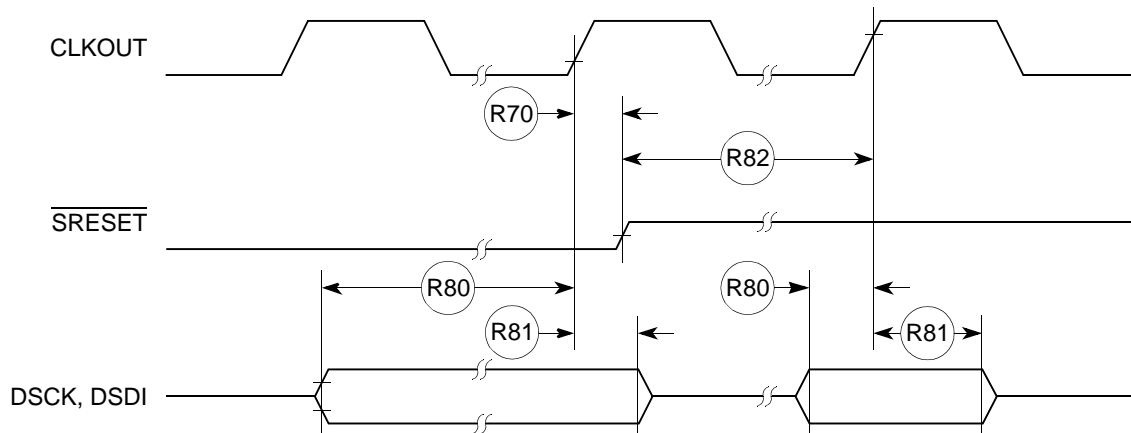 CLKOUT
R70
R82
SRESET
R80
R80
R81
R81
DSCK, DSDI